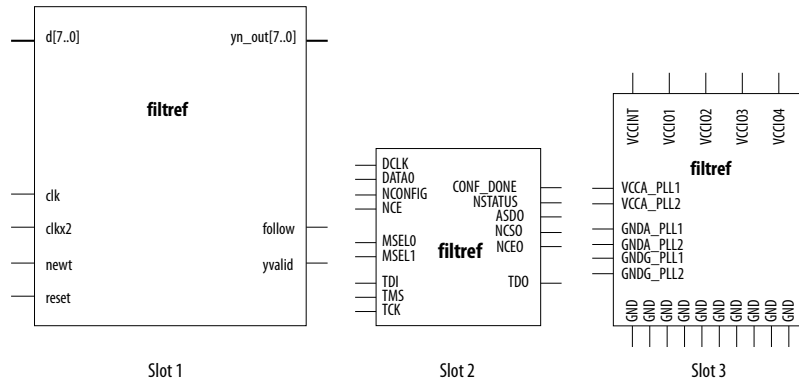 d[7..0]
yn_out[7..0]
filtref
clk
clkx2
follow
newt
yvalid
reset
Slot 1
DCLK
DATA0
NCONFIG
NCE
CONF_DONE
NSTATUS
ASDO
NCSO
NCEO
MSEL0
MSEL1
filtref
TDI
TDO
TMS
TCK
Slot 2
VCCINT
VCCIO1
VCCIO2
VCCIO3
VCCIO4
filtref
VCCA_PLL1
VCCA_PLL2
GNDA_PLL1
GNDA_PLL2
GNDG_PLL1
GNDG_PLL2
GND
GND
GND
GND
GND
GND
GND
GND
GND
GND
Slot 3